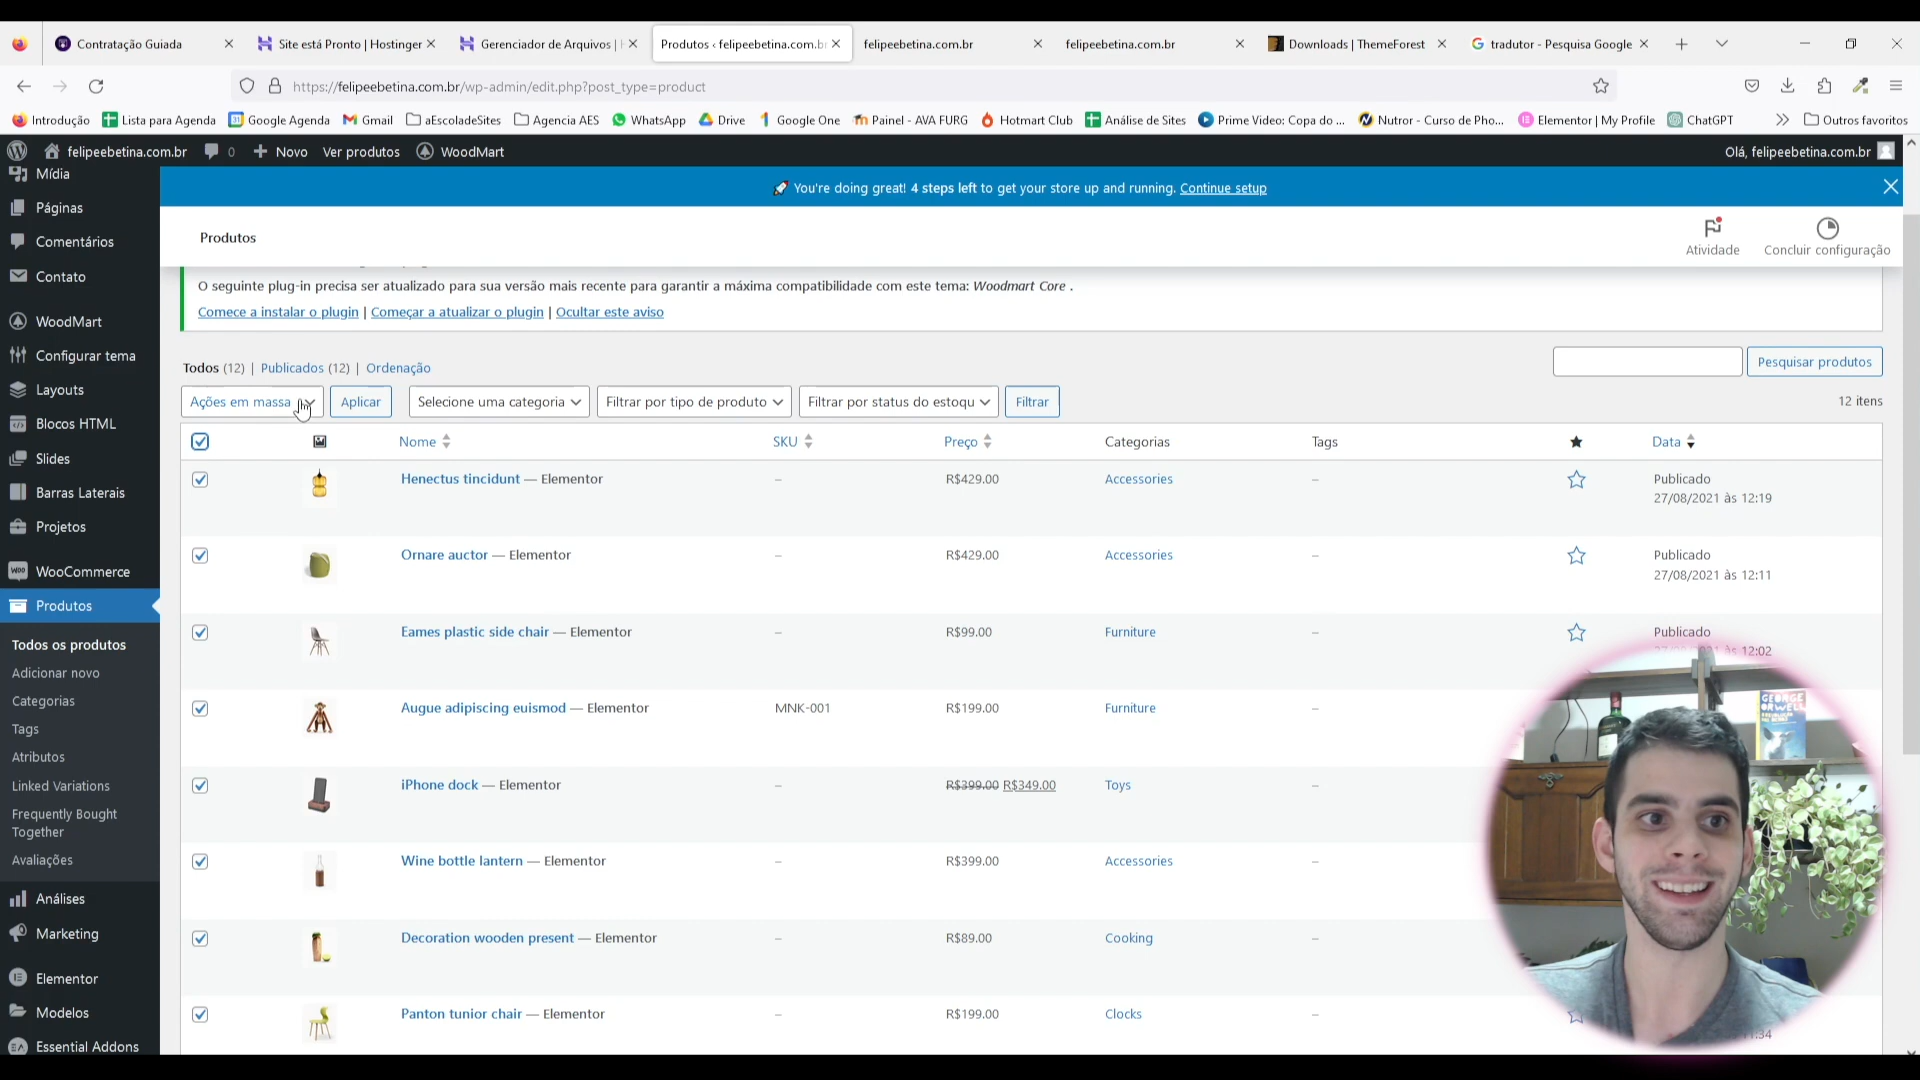 Contratação Guiada
Site está Pronto | Hostinger
Gerenciador de Arquivos |
Produtos ‹ felipeebetina.com.b
felipeebetina.com.br
felipeebetina.com.br
Downloads | ThemeForest
tradutor - Pesquisa Google
https://felipeebetina.com.br/wp-admin/edit.php?post_type=product
Introdução
Lista para Agenda
Google Agenda
Gmail
aEscoladeSites
Agencia AES
WhatsApp
Drive
Google One
Painel - AVA FURG
Hotmart Club
Análise de Sites
Prime Video: Copa do ...
Nutror - Curso de Pho...
Elementor | My Profile
ChatGPT
Outros favoritos
felipeebetina.com.br
0
Novo
Ver produtos
WoodMart
Olá, felipeebetina.com.br
Mídia
Páginas
Comentários
Contato
WoodMart
Configurar tema
Layouts
Blocos HTML
Slides
Barras Laterais
Projetos
WooCommerce
Produtos
Todos os produtos
Adicionar novo
Categorias
Tags
Atributos
Linked Variations
Frequently Bought
Together
Avaliações
Análises
Marketing
Elementor
Modelos
Essential Addons
You're doing great! 4 steps left to get your store up and running. Continue setup
Produtos
Atividade
Concluir configuração
O seguinte plug-in precisa ser atualizado para sua versão mais recente para garantir a máxima compatibilidade com este tema: Woodmart Core .
Comece a instalar o plugin | Começar a atualizar o plugin | Ocultar este aviso
Todos (12) | Publicados (12) | Ordenação
Pesquisar produtos
Ações em massa
Aplicar
Selecione uma categoria
Filtrar por tipo de produto
Filtrar por status do estoqu
Filtrar
12 itens
Nome SKU Preço Categorias Tags Data
Henectus tincidunt — Elementor – R$429.00 Accessories – Publicado
27/08/2021 às 12:19
Ornare auctor — Elementor – R$429.00 Accessories – Publicado
27/08/2021 às 12:11
Eames plastic side chair — Elementor – R$99.00 Furniture – Publicado
às 12:02
Augue adipiscing euismod — Elementor MNK-001 R$199.00 Furniture –
iPhone dock — Elementor – R$399.00 R$349.00 Toys –
Wine bottle lantern — Elementor – R$399.00 Accessories –
Decoration wooden present — Elementor – R$89.00 Cooking –
Panton tunior chair — Elementor – R$199.00 Clocks –
GEORGE
ORWELL